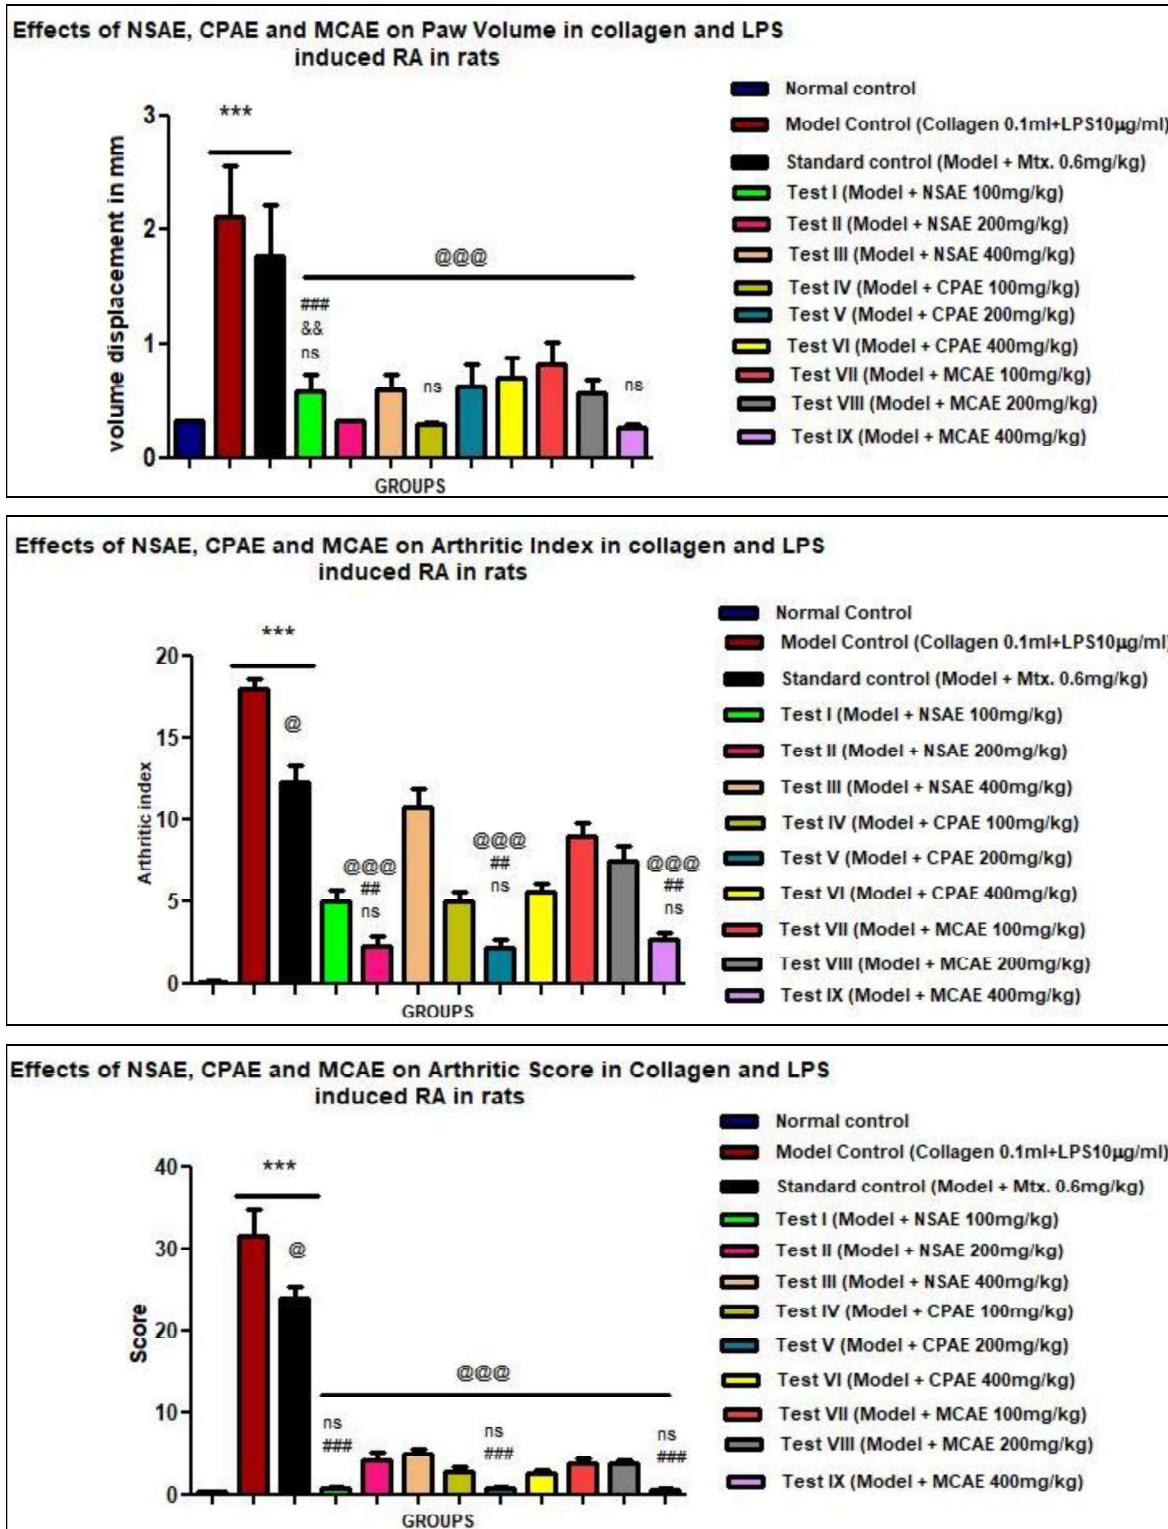 Effects of NSAE, CPAE and MCAE on Paw Volume in collagen and LPS
induced RA in rats
volume displacement in mm
3
2
1
0
***
@@@
###
&&
ns
ns
ns
GROUPS
Normal control
Model Control (Collagen 0.1ml+LPS10µg/ml)
Standard control (Model + Mtx. 0.6mg/kg)
Test I (Model + NSAE 100mg/kg)
Test II (Model + NSAE 200mg/kg)
Test III (Model + NSAE 400mg/kg)
Test IV (Model + CPAE 100mg/kg)
Test V (Model + CPAE 200mg/kg)
Test VI (Model + CPAE 400mg/kg)
Test VII (Model + MCAE 100mg/kg)
Test VIII (Model + MCAE 200mg/kg)
Test IX (Model + MCAE 400mg/kg)
Effects of NSAE, CPAE and MCAE on Arthritic Index in collagen and LPS
induced RA in rats
Arthritic index
20
15
10
5
0
***
@
@@@
##
ns
@@@
##
ns
@@@
##
ns
GROUPS
Normal Control
Model Control (Collagen 0.1ml+LPS10µg/ml)
Standard control (Model + Mtx. 0.6mg/kg)
Test I (Model + NSAE 100mg/kg)
Test II (Model + NSAE 200mg/kg)
Test III (Model + NSAE 400mg/kg)
Test IV (Model + CPAE 100mg/kg)
Test V (Model + CPAE 200mg/kg)
Test VI (Model + CPAE 400mg/kg)
Test VII (Model + MCAE 100mg/kg)
Test VIII (Model + MCAE 200mg/kg)
Test IX (Model + MCAE 400mg/kg)
Effects of NSAE, CPAE and MCAE on Arthritic Score in Collagen and LPS
induced RA in rats
Score
40
30
20
10
0
***
@
@@@
ns
###
ns
###
ns
###
GROUPS
Normal control
Model Control (Collagen 0.1ml+LPS10µg/ml)
Standard control (Model + Mtx. 0.6mg/kg)
Test I (Model + NSAE 100mg/kg)
Test II (Model + NSAE 200mg/kg)
Test III (Model + NSAE 400mg/kg)
Test IV (Model + CPAE 100mg/kg)
Test V (Model + CPAE 200mg/kg)
Test VI (Model + CPAE 400mg/kg)
Test VII (Model + MCAE 100mg/kg)
Test VIII (Model + MCAE 200mg/kg)
Test IX (Model + MCAE 400mg/kg)